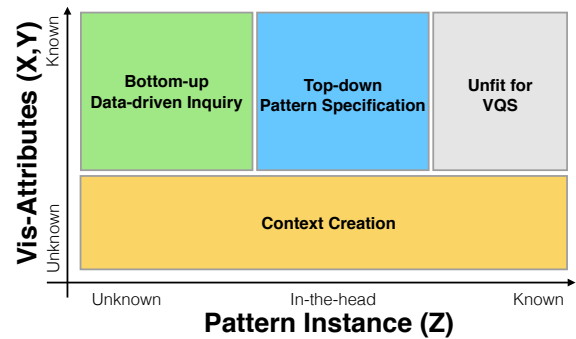 Vis-Attributes (X,Y)
Known
Unknown
Bottom-up
Data-driven Inquiry
Top-down
Pattern Specification
Unfit for
VQS
Context Creation
Unknown
In-the-head
Known
Pattern Instance (Z)